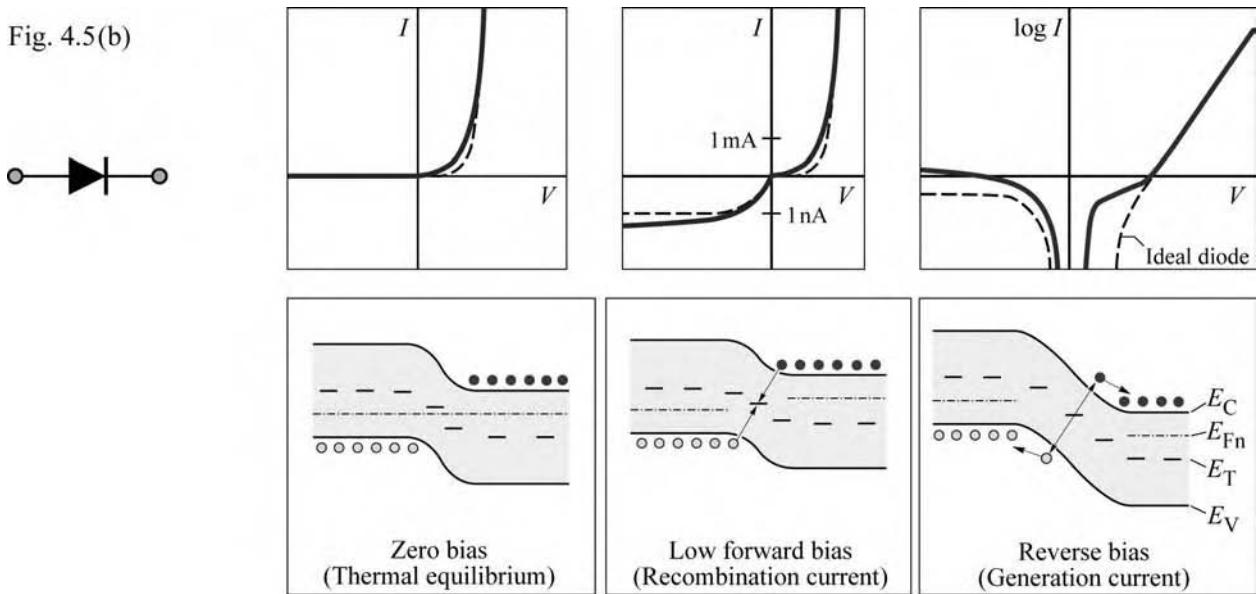 Fig. 4.5(b)
I
V
I
1 mA
1 nA
V
log I
V
Ideal diode
Zero bias
(Thermal equilibrium)
Low forward bias
(Recombination current)
E_C
E_Fn
E_T
E_V
Reverse bias
(Generation current)